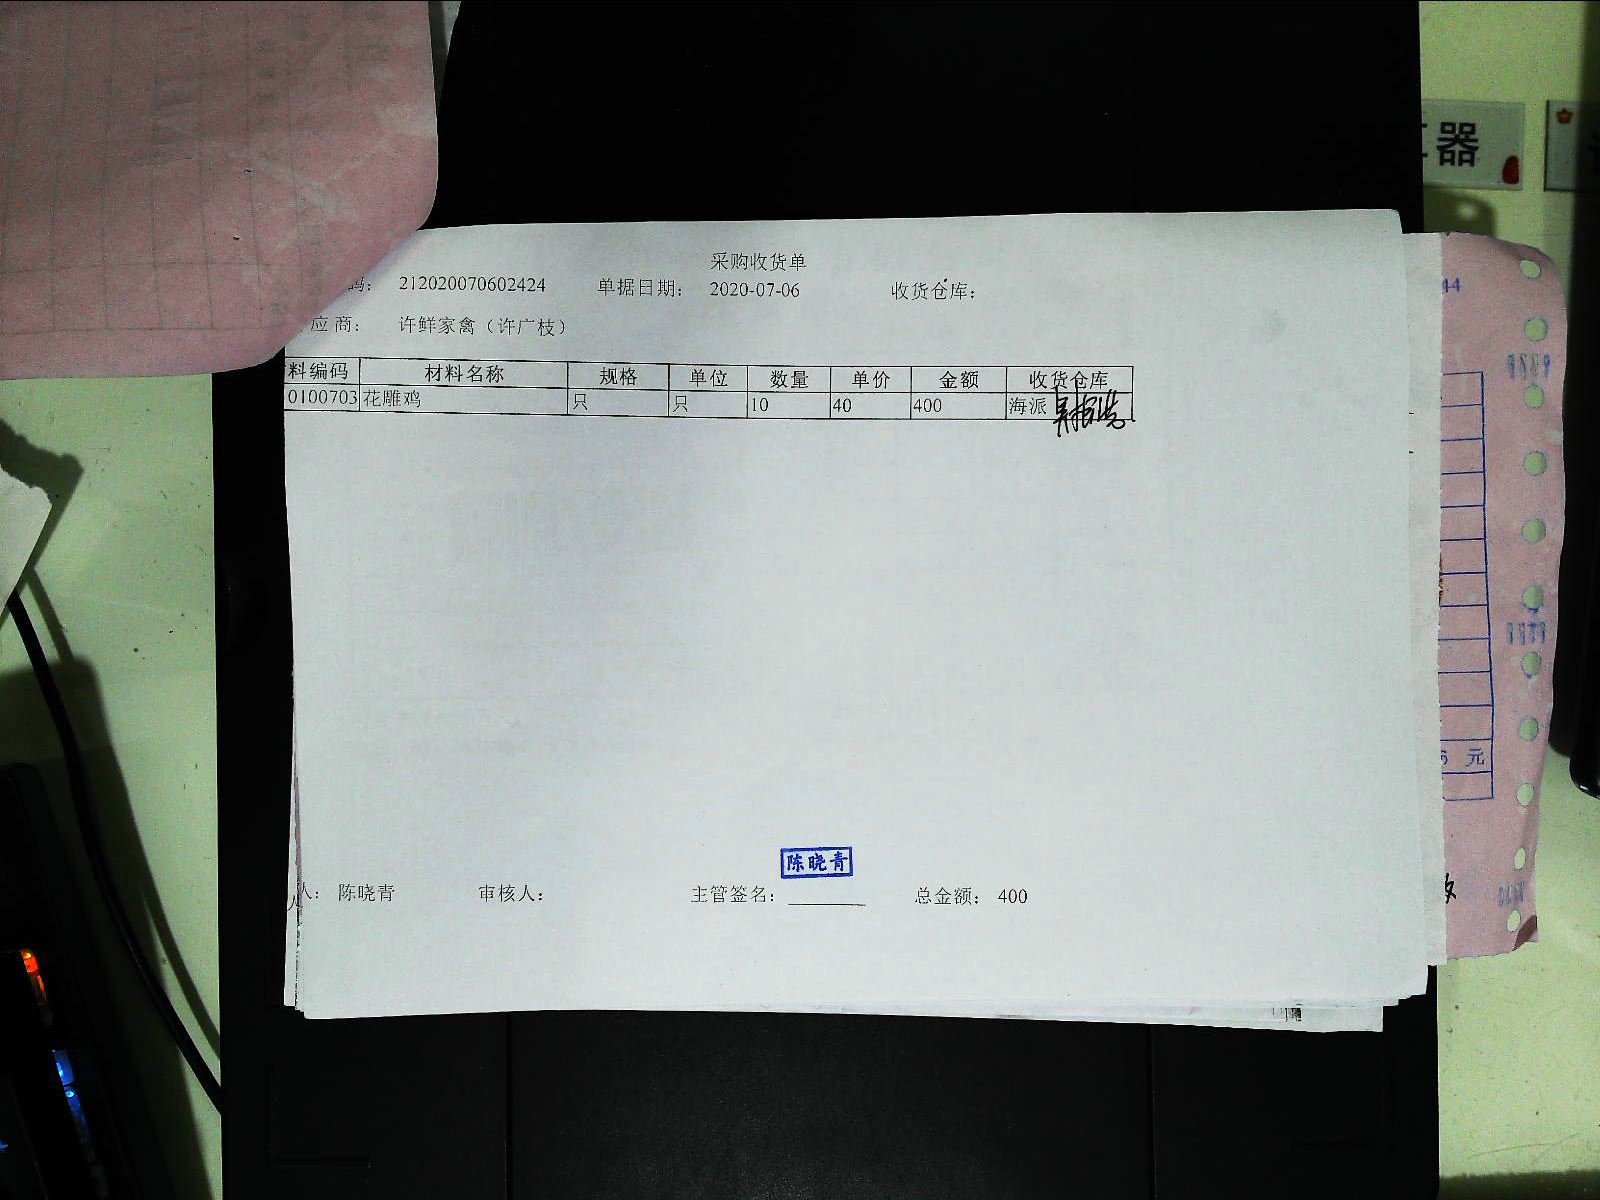 采购收货单
码： 212020070602424 单据日期： 2020-07-06 收货仓库：
应商： 许鲜家禽（许广枝）
料编码 材料名称 规格 单位 数量 单价 金额 收货仓库
0100703 花雕鸡 只 只 10 40 400 海派
陈晓青
人： 陈晓青 审核人： 主管签名： 总金额： 400
器
44
元